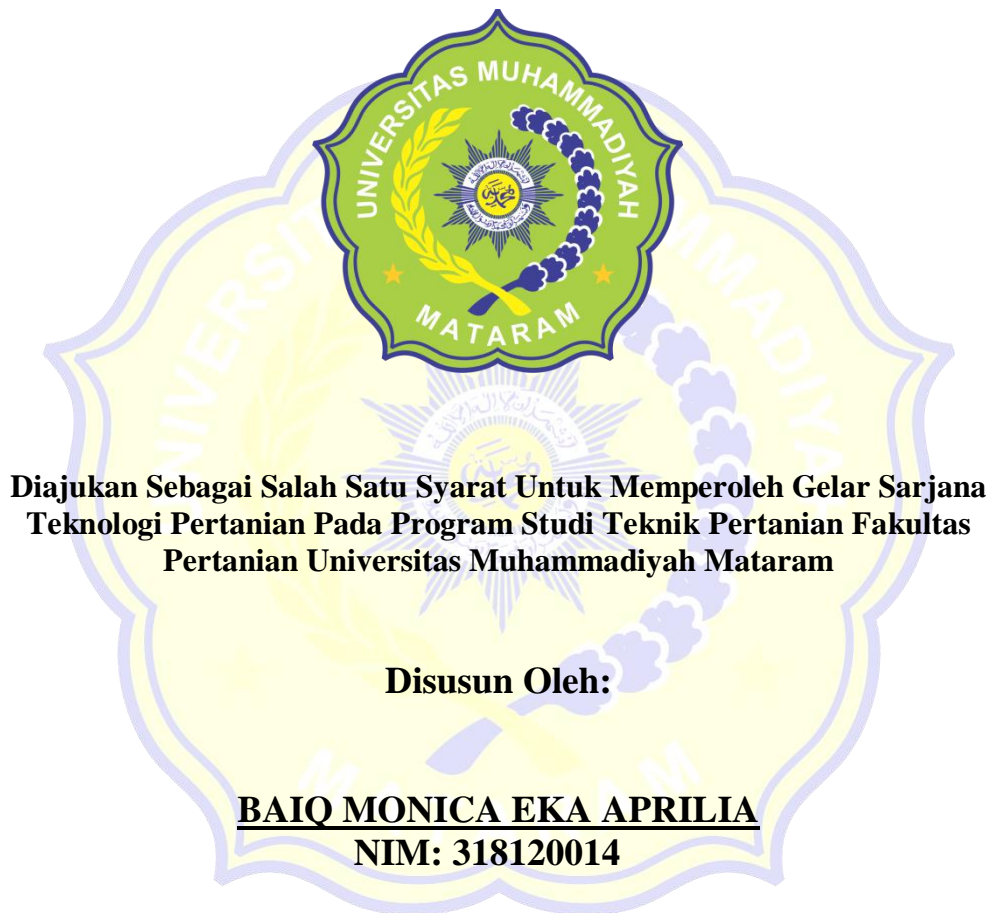 UNIVERSITAS MUHAMMADIYAH
MATARAM
Diajukan Sebagai Salah Satu Syarat Untuk Memperoleh Gelar Sarjana
Teknologi Pertanian Pada Program Studi Teknik Pertanian Fakultas
Pertanian Universitas Muhammadiyah Mataram
Disusun Oleh:
BAIQ MONICA EKA APRILIA
NIM: 318120014